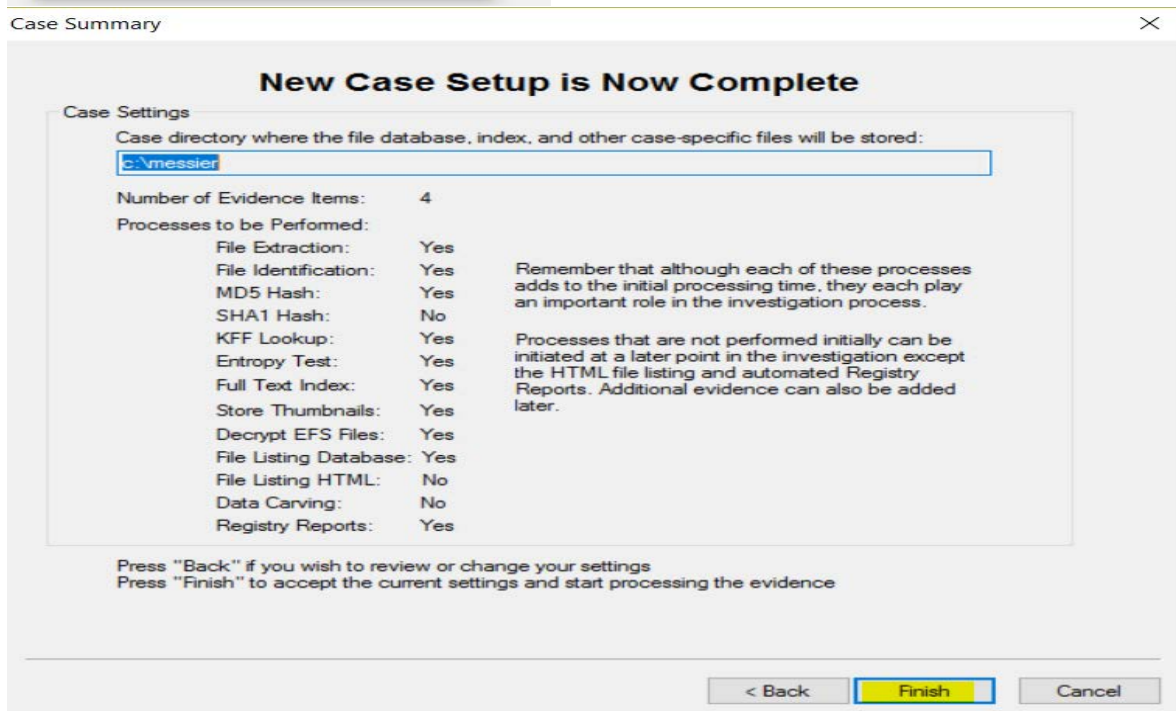 Case Summary
New Case Setup is Now Complete
Case Settings
Case directory where the file database, index, and other case-specific files will be stored:
c:\messier
Number of Evidence Items: 4
Processes to be Performed:
File Extraction: Yes
File Identification: Yes
MD5 Hash: Yes
SHA1 Hash: No
KFF Lookup: Yes
Entropy Test: Yes
Full Text Index: Yes
Store Thumbnails: Yes
Decrypt EFS Files: Yes
File Listing Database: Yes
File Listing HTML: No
Data Carving: No
Registry Reports: Yes
Remember that although each of these processes
adds to the initial processing time, they each play
an important role in the investigation process.
Processes that are not performed initially can be
initiated at a later point in the investigation except
the HTML file listing and automated Registry
Reports. Additional evidence can also be added
later.
Press "Back" if you wish to review or change your settings
Press "Finish" to accept the current settings and start processing the evidence
< Back
Finish
Cancel